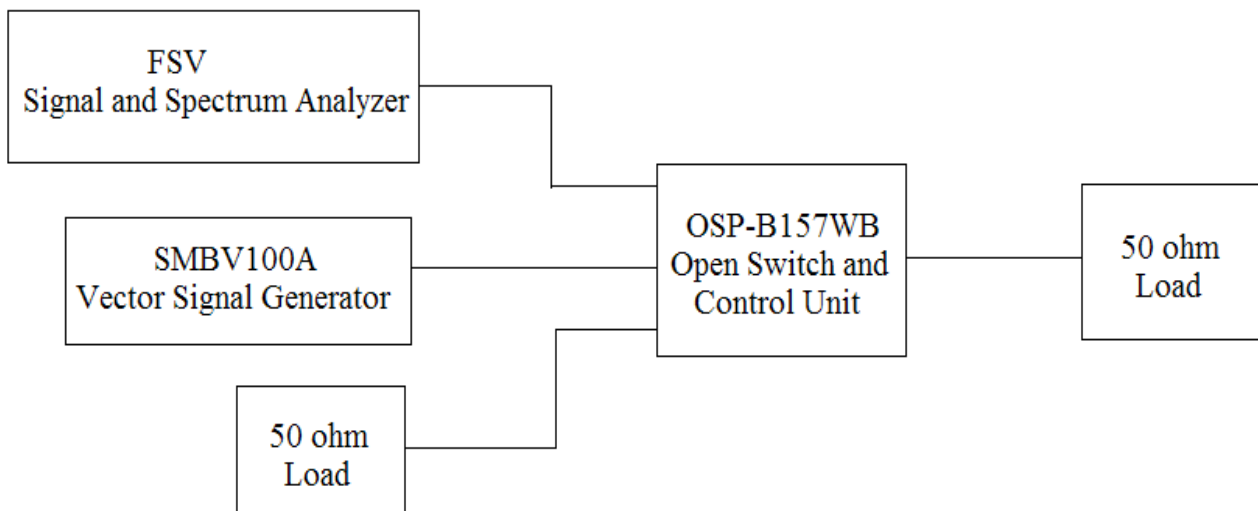 FSV
Signal and Spectrum Analyzer
SMBV100A
Vector Signal Generator
50 ohm
Load
OSP-B157WB
Open Switch and
Control Unit
50 ohm
Load